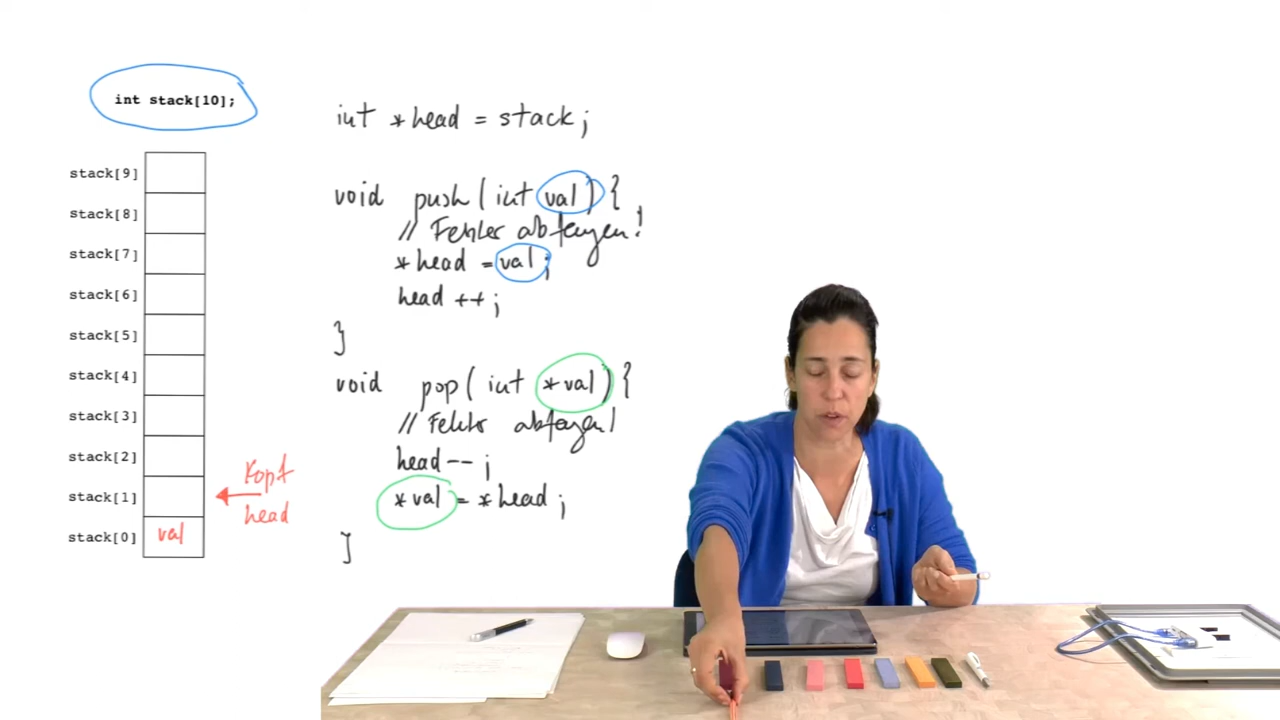 int stack[10];
stack[9]
stack[8]
stack[7]
stack[6]
stack[5]
stack[4]
stack[3]
stack[2]
stack[1]
stack[0] val
Kopf
head
int *head = stack;
void push(int val){
// Fehler abfangen!
*head = val;
head ++;
}
void pop(int *val){
// Fehler abfangen!
head--;
*val = *head;
}